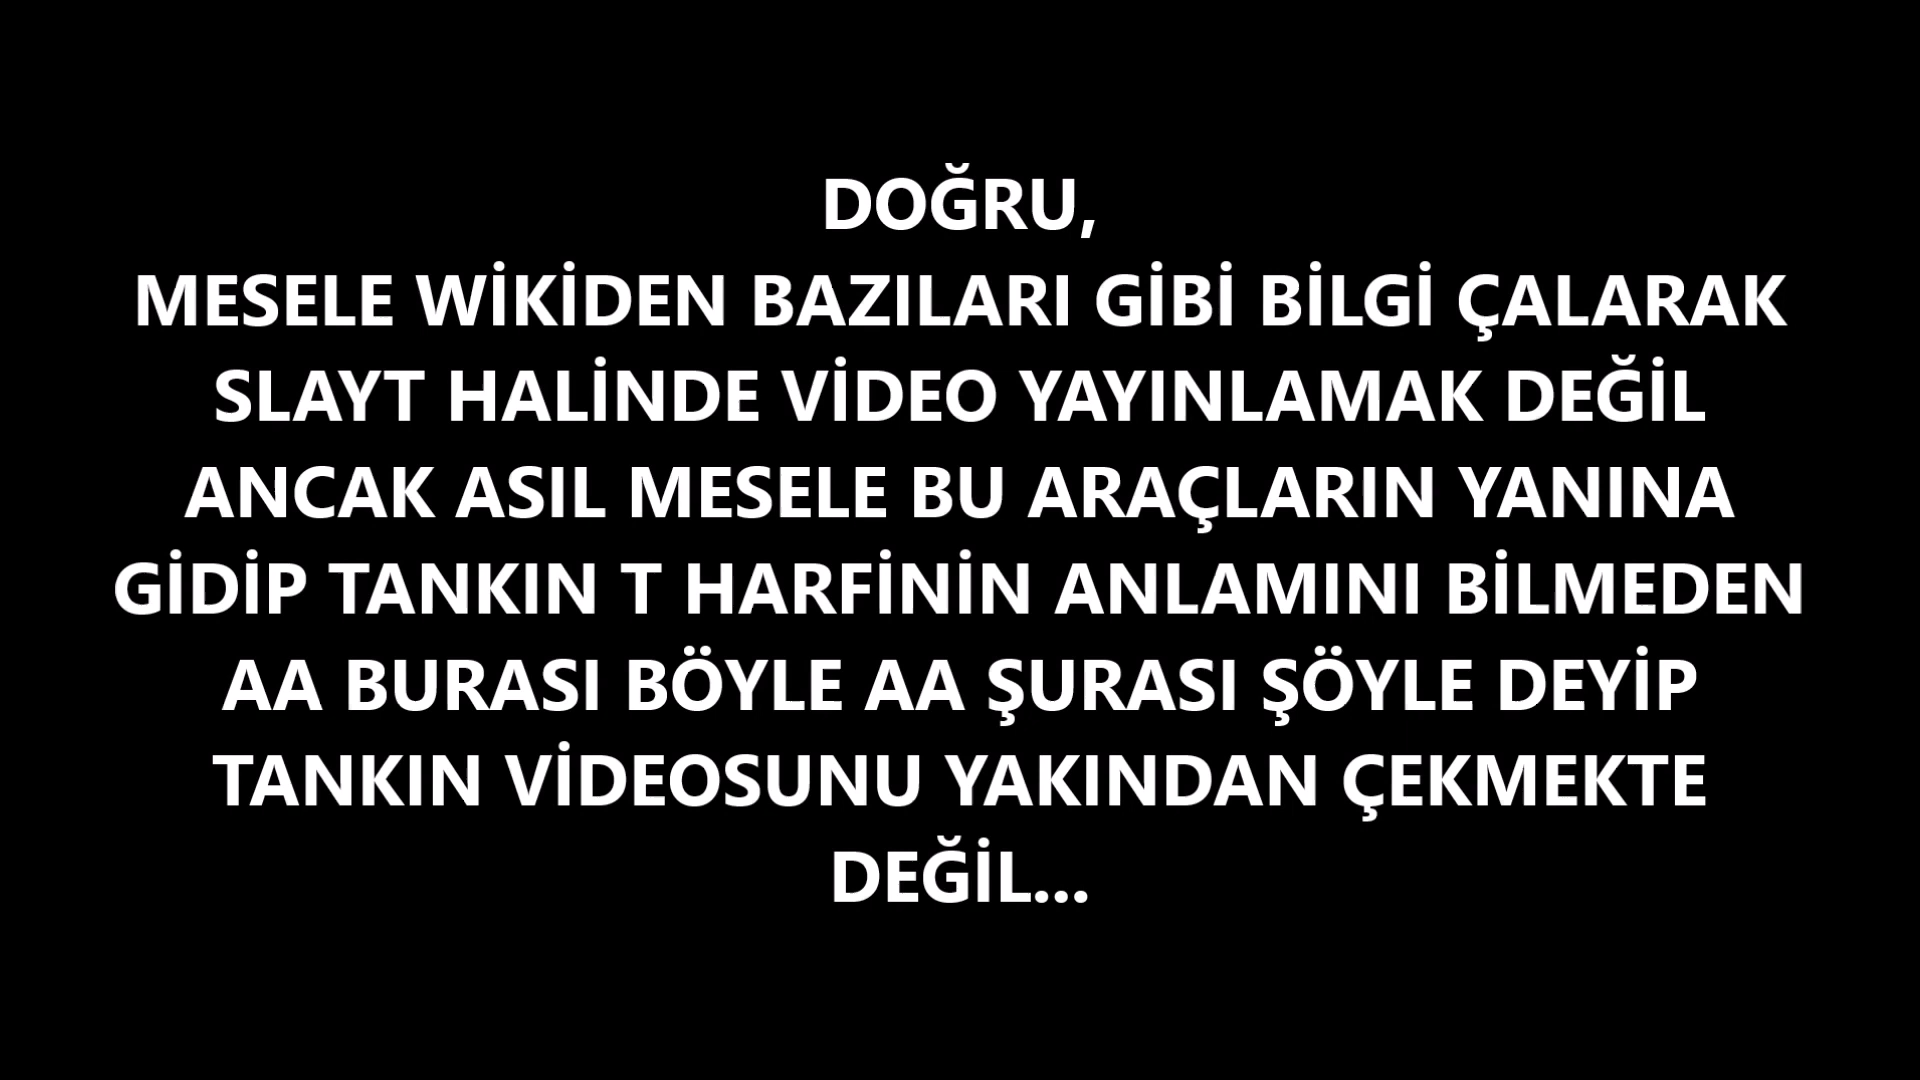 DOĞRU,
MESELE WİKİDEN BAZILARI GİBİ BİLGİ ÇALARAK
SLAYT HALİNDE VİDEO YAYINLAMAK DEĞİL
ANCAK ASIL MESELE BU ARAÇLARIN YANINA
GİDİP TANKIN T HARFİNİN ANLAMINI BİLMEDEN
AA BURASI BÖYLE AA ŞURASI ŞÖYLE DEYİP
TANKIN VİDEOSUNU YAKINDAN ÇEKMEKTE
DEĞİL...